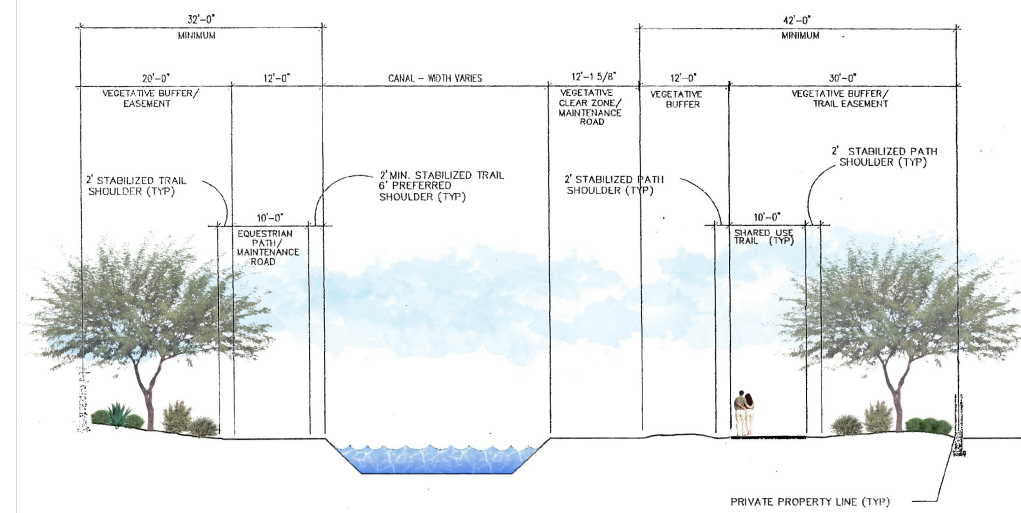 32'-0"
MINIMUM
42'-0"
MINIMUM
20'-0"
VEGETATIVE BUFFER/
EASEMENT
12'-0"
CANAL - WIDTH VARIES
12'-1 5/8"
VEGETATIVE
CLEAR ZONE/
MAINTENANCE
ROAD
12'-0"
VEGETATIVE
BUFFER
30'-0"
VEGETATIVE BUFFER/
TRAIL EASEMENT
2' STABILIZED TRAIL
SHOULDER (TYP)
2' MIN. STABILIZED TRAIL
6' PREFERRED
SHOULDER (TYP)
2' STABILIZED PATH
SHOULDER (TYP)
2' STABILIZED PATH
SHOULDER (TYP)
10'-0"
EQUESTRIAN
PATH/
MAINTENANCE
ROAD
10'-0"
SHARED USE
TRAIL (TYP)
PRIVATE PROPERTY LINE (TYP)